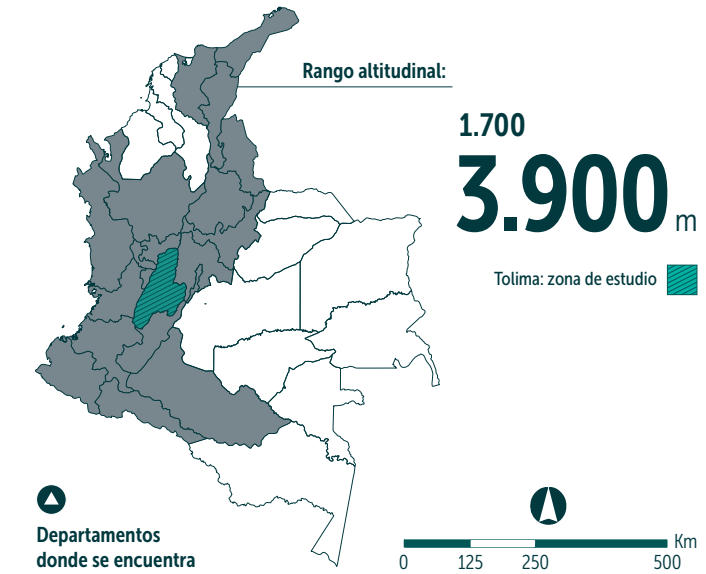 Rango altitudinal:
1.700
3.900 m
Tolima: zona de estudio
Departamentos
donde se encuentra
Km
0 125 250 500